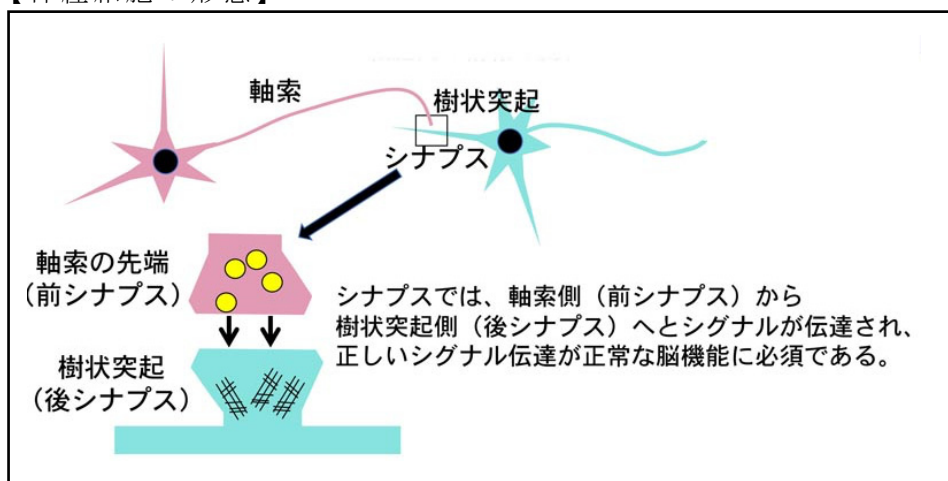 軸索
樹状突起
シナプス
軸索の先端
（前シナプス）
シナプスでは、軸索側（前シナプス）から
樹状突起側（後シナプス）へとシグナルが伝達され、
正しいシグナル伝達が正常な脳機能に必須である。
樹状突起
（後シナプス）